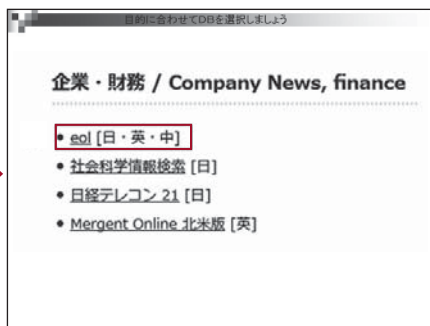 目的に合わせてDBを選択しましょう
企業・財務 / Company News, finance
• eol [日・英・中]
• 社会科学情報検索 [日]
• 日経テレコン 21 [日]
• Mergent Online 北米版 [英]